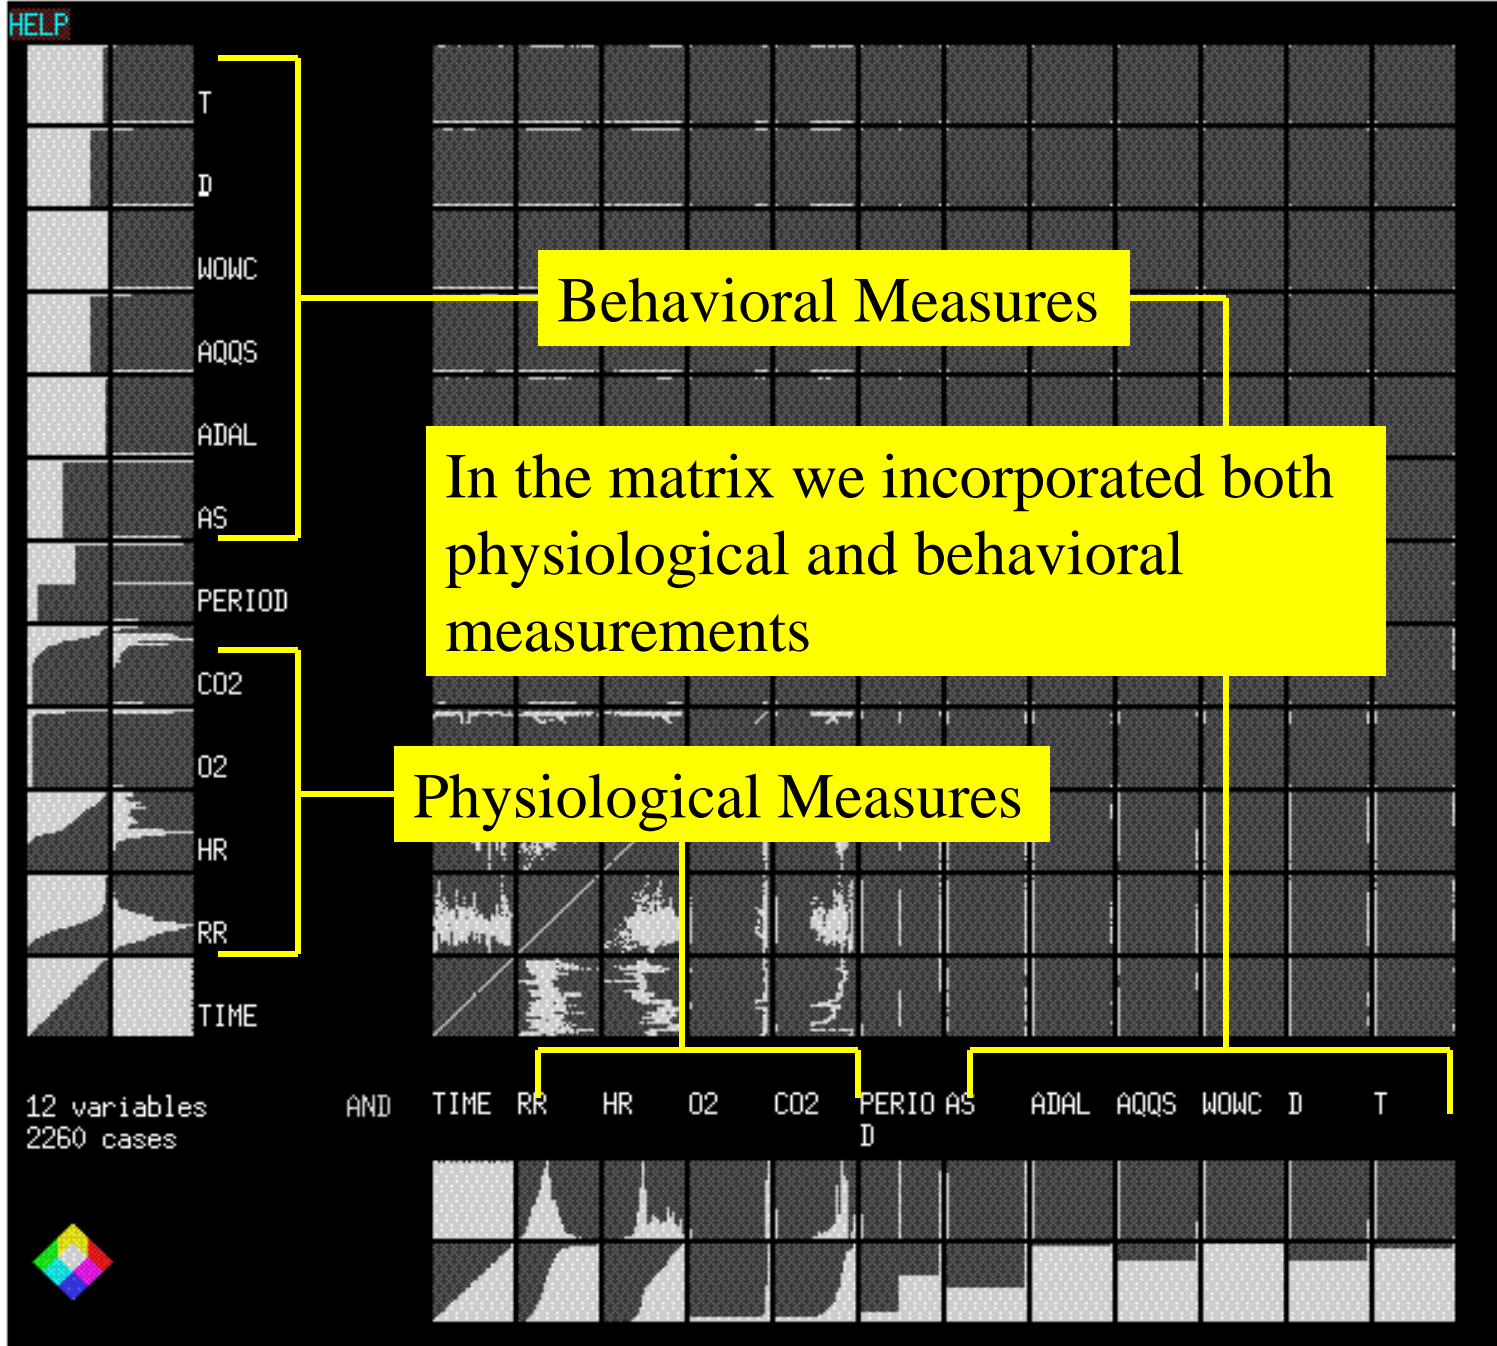 HELP
T
D
WOWC
Behavioral Measures
AQQS
ADAL
In the matrix we incorporated both
physiological and behavioral
measurements
AS
PERIOD
CO2
O2
Physiological Measures
HR
RR
TIME
12 variables
2260 cases
AND
TIME RR HR O2 CO2 PERIO AS ADAL AQQS WOWC D T
D